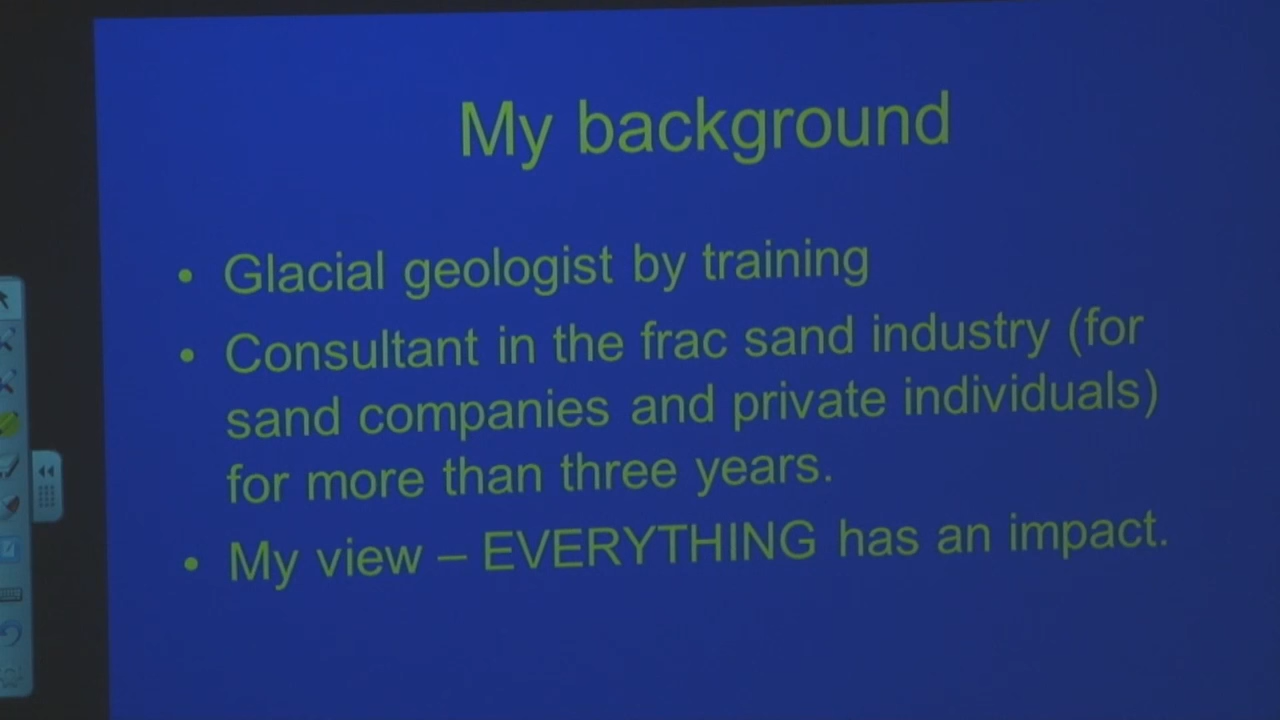 My background
• Glacial geologist by training
• Consultant in the frac sand industry (for
sand companies and private individuals)
for more than three years.
• My view – EVERYTHING has an impact.